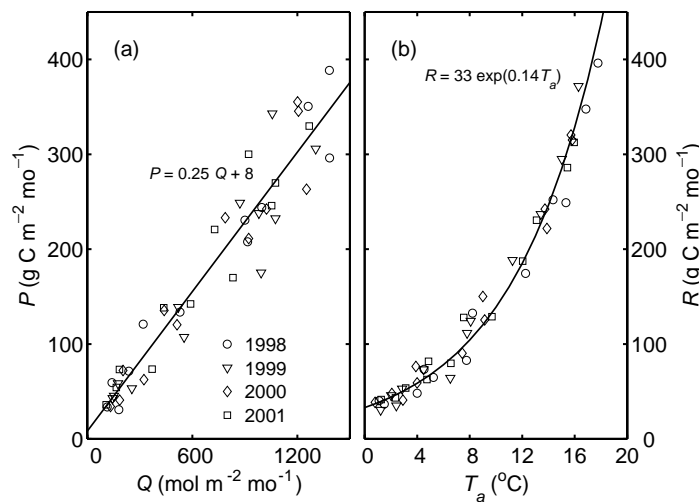 (a)
(b)
400
300
200
100
0
P (g C m⁻² mo⁻¹)
P = 0.25 Q + 8
1998
1999
2000
2001
0 600 1200
Q (mol m⁻² mo⁻¹)
R = 33 exp(0.14Tₐ)
0 4 8 12 16 20
Tₐ (°C)
400
300
200
100
0
R (g C m⁻² mo⁻¹)